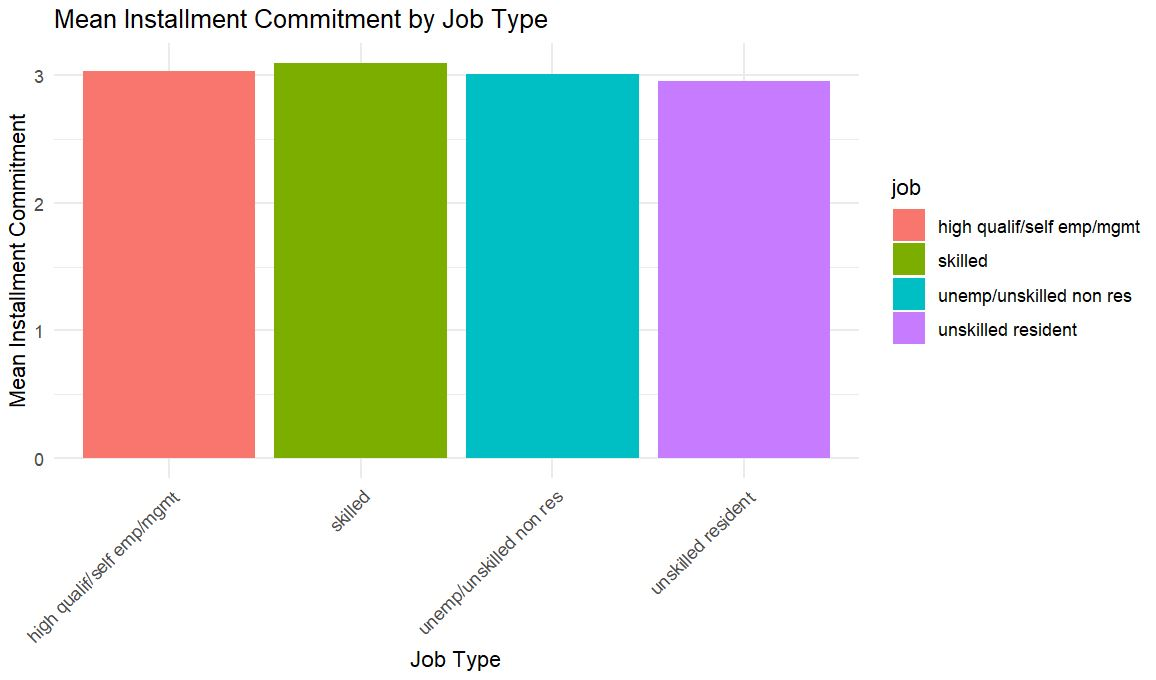 Mean Installment Commitment by Job Type
Mean Installment Commitment
3
2
1
0
high qualif/self emp/mgmt
skilled
unemp/unskilled non res
unskilled resident
Job Type
job
high qualif/self emp/mgmt
skilled
unemp/unskilled non res
unskilled resident